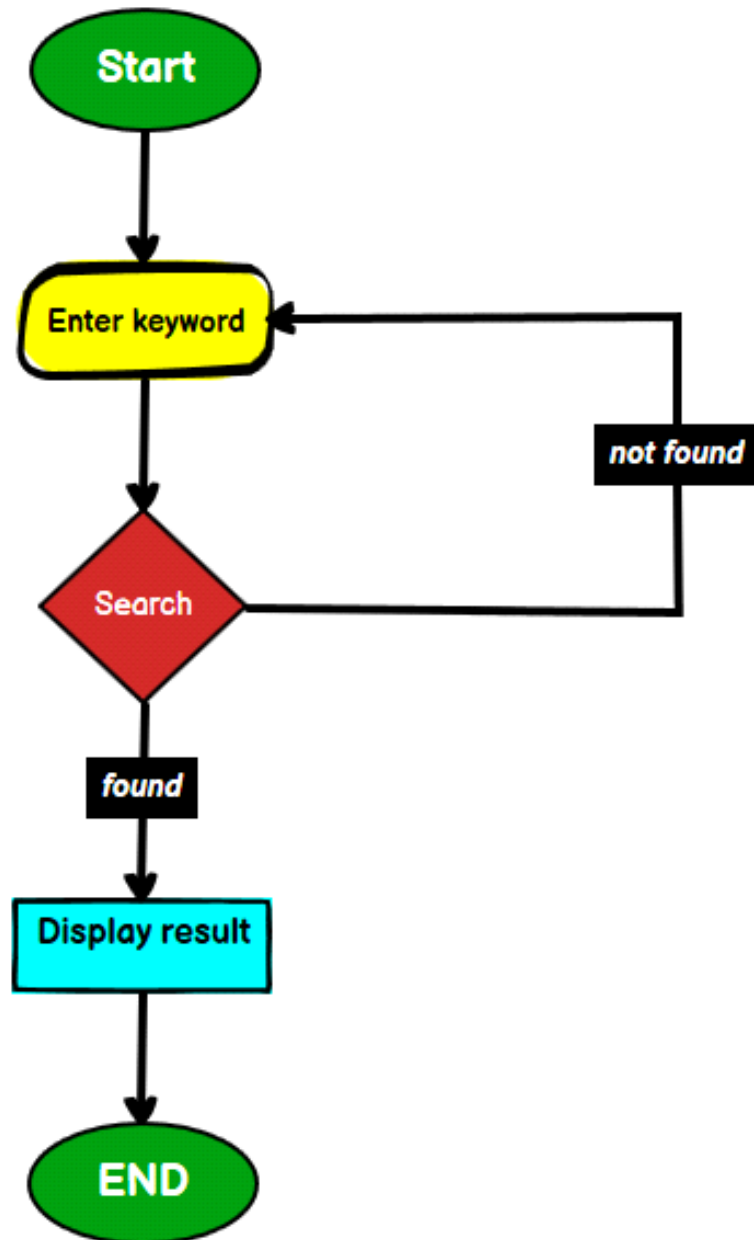 Start
Enter keyword
not found
Search
found
Display result
END